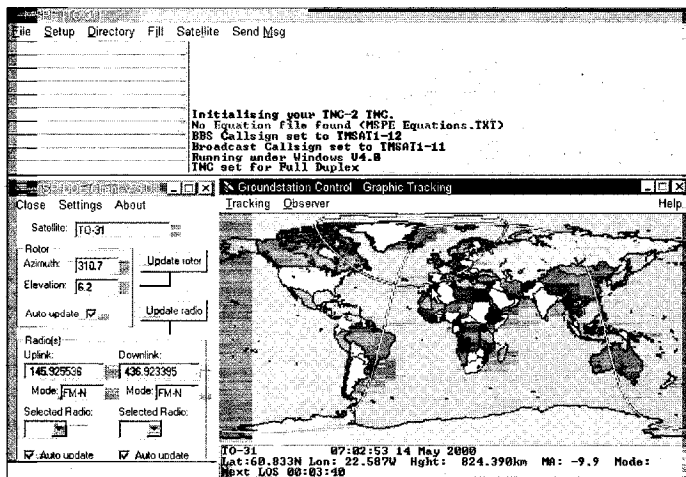 File Setup Directory Fill Satellite Send Msg
Initialising your TNC-2 TNC.
No Equation file found (MSPE Equations.TXT)
BBS Callsign set to TMSAT1-12
Broadcast Callsign set to TMSAT1-11
Running under Windows V4.0
TNC set for Full Duplex
Close Settings About
Satellite: TO-31
Rotor
Azimuth: 310.7
Update rotor
Elevation: 6.2
Auto update
Update radio
Radio(s)
Uplink: Downlink:
145.925536 436.923395
Mode: FM-N Mode: FM-N
Selected Radio: Selected Radio:
Auto update Auto update
Groundstation Control - Graphic Tracking
Tracking Observer Help
TO-31 07:02:53 14 May 2000
Lat:60.833N Lon: 22.587W Hght: 824.390km MA: -9.9 Mode:
Next LOS 00:03:40